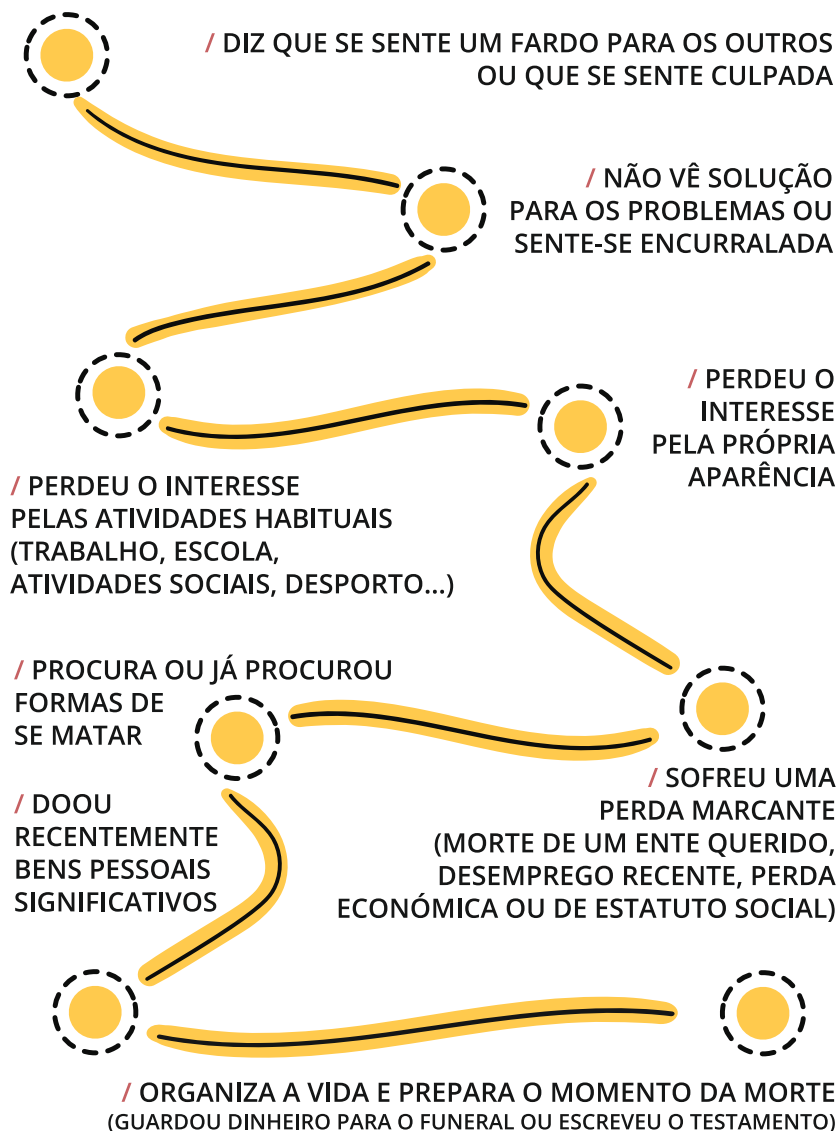 / DIZ QUE SE SENTE UM FARDO PARA OS OUTROS
OU QUE SE SENTE CULPADA
/ NÃO VÊ SOLUÇÃO
PARA OS PROBLEMAS OU
SENTE-SE ENCURRALADA
/ PERDEU O INTERESSE
PELAS ATIVIDADES HABITUAIS
(TRABALHO, ESCOLA,
ATIVIDADES SOCIAIS, DESPORTO...)
/ PERDEU O
INTERESSE
PELA PRÓPRIA
APARÊNCIA
/ SOFREU UMA
PERDA MARCANTE
(MORTE DE UM ENTE QUERIDO,
DESEMPREGO RECENTE, PERDA
ECONÓMICA OU DE ESTATUTO SOCIAL)
/ PROCURA OU JÁ PROCUROU
FORMAS DE
SE MATAR
/ DOOU
RECENTEMENTE
BENS PESSOAIS
SIGNIFICATIVOS
/ ORGANIZA A VIDA E PREPARA O MOMENTO DA MORTE
(GUARDOU DINHEIRO PARA O FUNERAL OU ESCREVEU O TESTAMENTO)